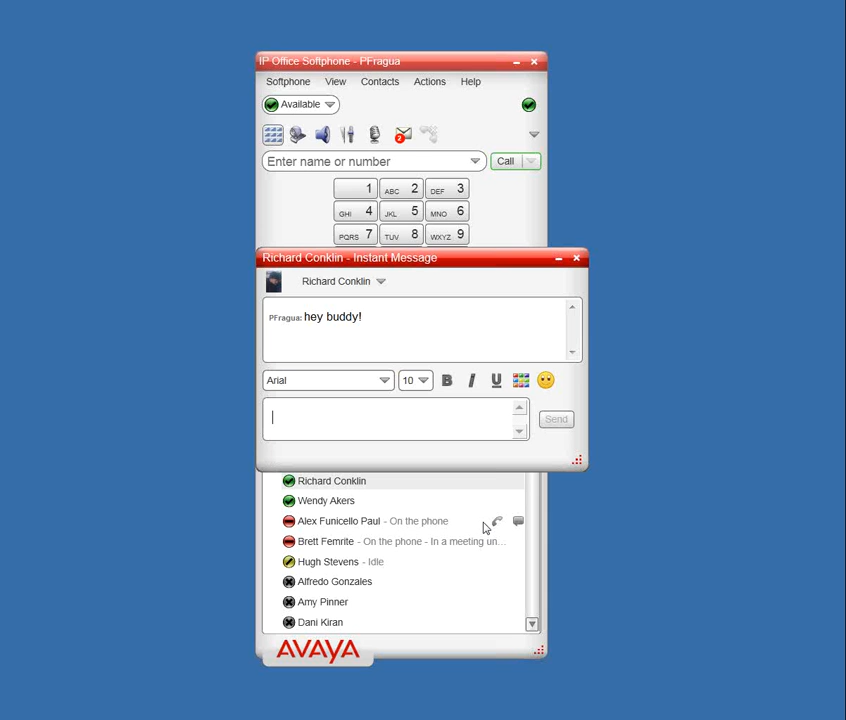 IP Office Softphone - PFragua
Softphone View Contacts Actions Help
Available
2
Enter name or number Call
1 ABC 2 DEF 3
GHI 4 JKL 5 MNO 6
PQRS 7 TUV 8 WXYZ 9
Richard Conklin - Instant Message
Richard Conklin
PFragua: hey buddy!
Arial 10 B I U
Send
Richard Conklin
Wendy Akers
Alex Funicello Paul - On the phone
Brett Femrite - On the phone - In a meeting un...
Hugh Stevens - Idle
Alfredo Gonzales
Amy Pinner
Dani Kiran
AVAYA